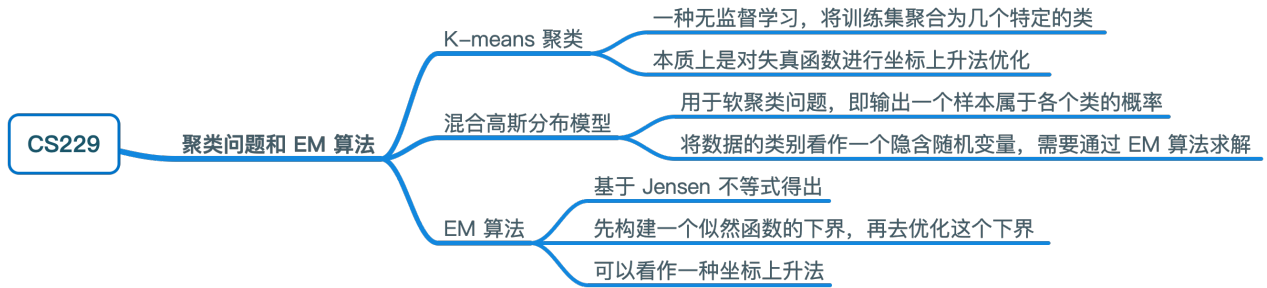 CS229
聚类问题和 EM 算法
K-means 聚类
一种无监督学习，将训练集聚合为几个特定的类
本质上是对失真函数进行坐标上升法优化
混合高斯分布模型
用于软聚类问题，即输出一个样本属于各个类的概率
将数据的类别看作一个隐含随机变量，需要通过 EM 算法求解
EM 算法
基于 Jensen 不等式得出
先构建一个似然函数的下界，再去优化这个下界
可以看作一种坐标上升法